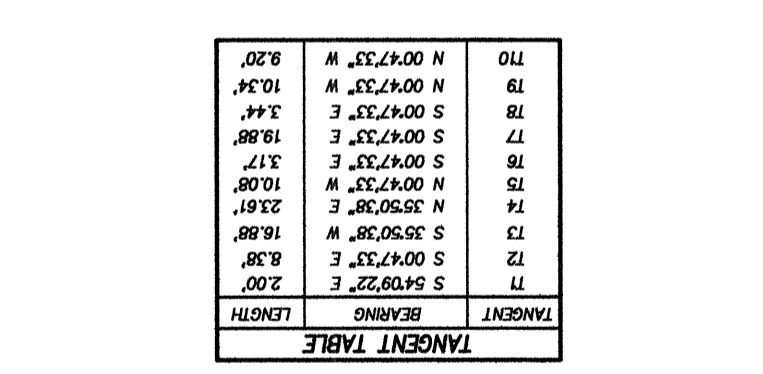 TANGENT TABLE
TANGENT BEARING LENGTH
T1 S 54°09'22" E 2.00'
T2 S 00°47'33" E 8.38'
T3 S 35°50'38" W 16.88'
T4 N 35°50'38" E 23.61'
T5 N 00°47'33" W 10.08'
T6 S 00°47'33" E 3.17'
T7 S 00°47'33" E 19.88'
T8 S 00°47'33" E 3.44'
T9 N 00°47'33" W 10.34'
T10 N 00°47'33" W 9.20'